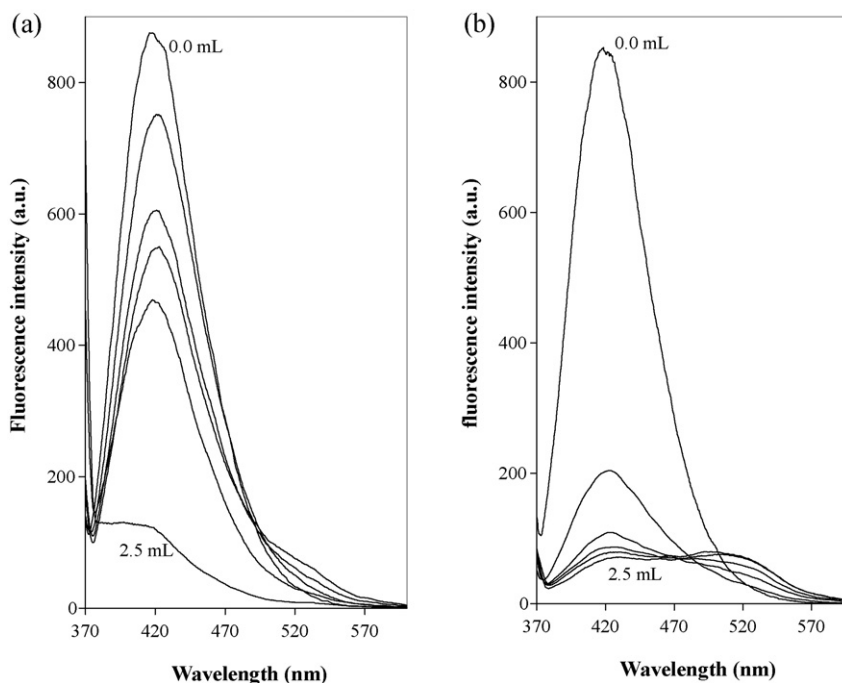 (a)
0.0 mL
2.5 mL
800
600
400
200
0
370
420
470
520
570
Fluorescence intensity (a.u.)
Wavelength (nm)
(b)
0.0 mL
2.5 mL
800
600
400
200
0
370
420
470
520
570
fluorescence intensity (a.u.)
Wavelength (nm)